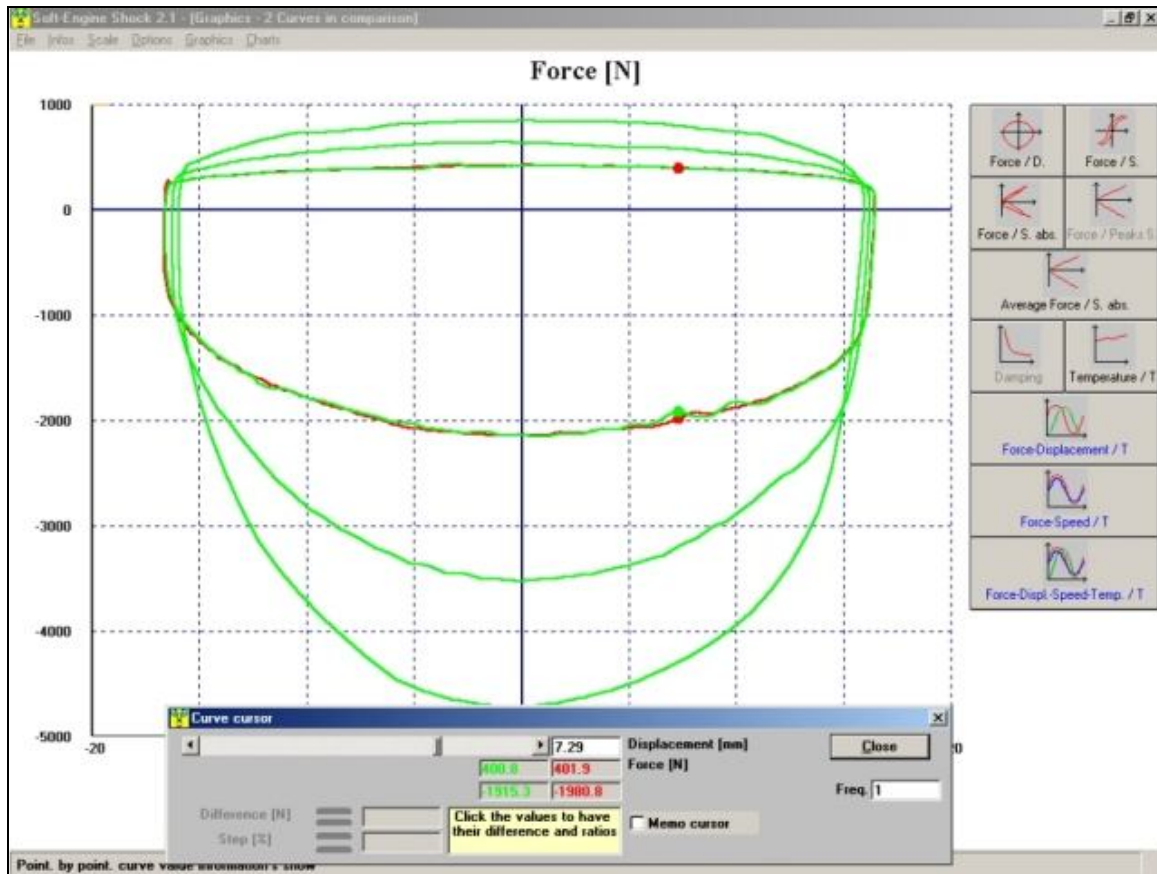 Soft-Engine Shock 2.1 - [Graphics - 2 Curves in comparison]
File Infos Scale Options Graphics Charts
Force [N]
1000
0
-1000
-2000
-3000
-4000
-5000
-20
20
Force / D.
Force / S.
Force / S. abs.
Force / Peaks S.
Average Force / S. abs.
Damping
Temperature / T
Force-Displacement / T
Force-Speed / T
Force-Displ.-Speed-Temp. / T
Curve cursor
7.29
Displacement [mm]
Close
400.8
401.9
Force [N]
-1915.3
-1980.8
Freq. 1
Difference [N]
Step [%]
Click the values to have
their difference and ratios
Memo cursor
Point. by point. curve value information's show